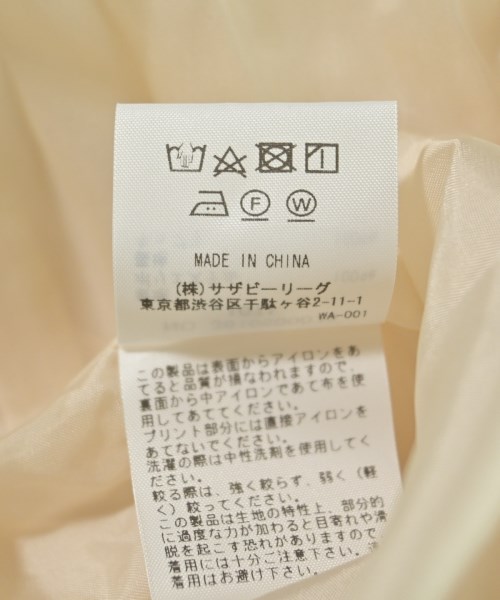 MADE IN CHINA
(株)サザビーリーグ
東京都渋谷区千駄ヶ谷2-11-1
WA-001
この製品は表面からアイロンをあ
てると品質が損なわれますので、
裏面から中アイロンであて布を使
用してあててください。
プリント部分には直接アイロンを
あてないでください。
洗濯の際は中性洗剤を使用してく
ださい。
絞る際は、強く絞らず、弱く(軽
く)絞ってください。
この製品は生地の特性上、部分的
に過度な力が加わると目寄れや滑
脱を起こす恐れがありますので
着用には十分ご注意下さい。
着用はお避け下さい。